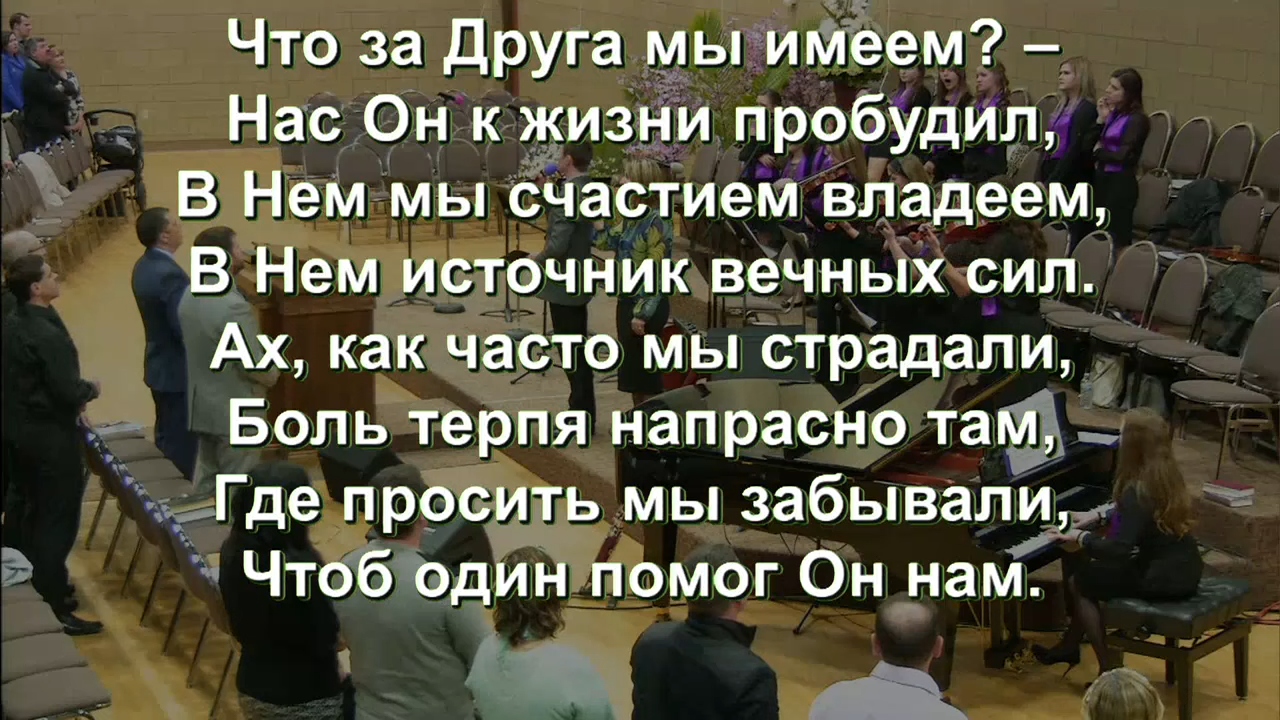 Что за Друга мы имеем? –
Нас Он к жизни пробудил,
В Нем мы счастием владеем,
В Нем источник вечных сил.
Ах, как часто мы страдали,
Боль терпя напрасно там,
Где просить мы забывали,
Чтоб один помог Он нам.